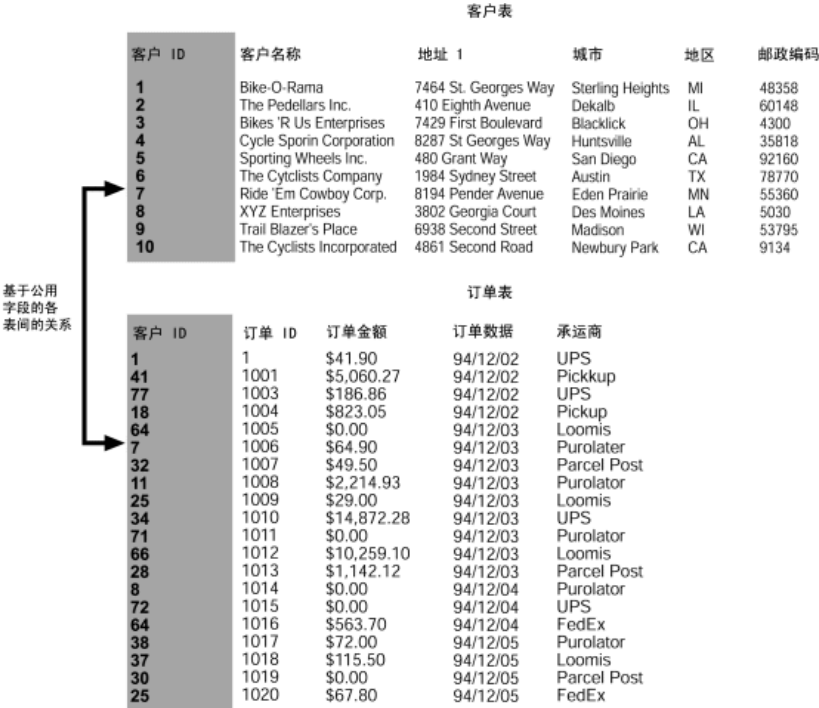 客户表
客户 ID 客户名称 地址 1 城市 地区 邮政编码
1 Bike-O-Rama 7464 St. Georges Way Sterling Heights MI 48358
2 The Pedellars Inc. 410 Eighth Avenue Dekalb IL 60148
3 Bikes 'R Us Enterprises 7429 First Boulevard Blacklick OH 4300
4 Cycle Sporin Corporation 8287 St Georges Way Huntsville AL 35818
5 Sporting Wheels Inc. 480 Grant Way San Diego CA 92160
6 The Cytclists Company 1984 Sydney Street Austin TX 78770
7 Ride 'Em Cowboy Corp. 8194 Pender Avenue Eden Prairie MN 55360
8 XYZ Enterprises 3802 Georgia Court Des Moines LA 5030
9 Trail Blazer's Place 6938 Second Street Madison WI 53795
10 The Cyclists Incorporated 4861 Second Road Newbury Park CA 9134
基于公用
字段的各
表间的关系
订单表
客户 ID 订单 ID 订单金额 订单数据 承运商
1 1 $41.90 94/12/02 UPS
41 1001 $5,060.27 94/12/02 Pickkup
77 1003 $186.86 94/12/02 UPS
18 1004 $823.05 94/12/02 Pickup
64 1005 $0.00 94/12/03 Loomis
7 1006 $64.90 94/12/03 Purolater
32 1007 $49.50 94/12/03 Parcel Post
11 1008 $2,214.93 94/12/03 Purolator
25 1009 $29.00 94/12/03 Loomis
34 1010 $14,872.28 94/12/03 UPS
71 1011 $0.00 94/12/03 Purolator
66 1012 $10,259.10 94/12/03 Loomis
28 1013 $1,142.12 94/12/03 Parcel Post
8 1014 $0.00 94/12/04 Purolator
72 1015 $0.00 94/12/04 UPS
64 1016 $563.70 94/12/04 FedEx
38 1017 $72.00 94/12/05 Purolator
37 1018 $115.50 94/12/05 Loomis
30 1019 $0.00 94/12/05 Parcel Post
25 1020 $67.80 94/12/05 FedEx